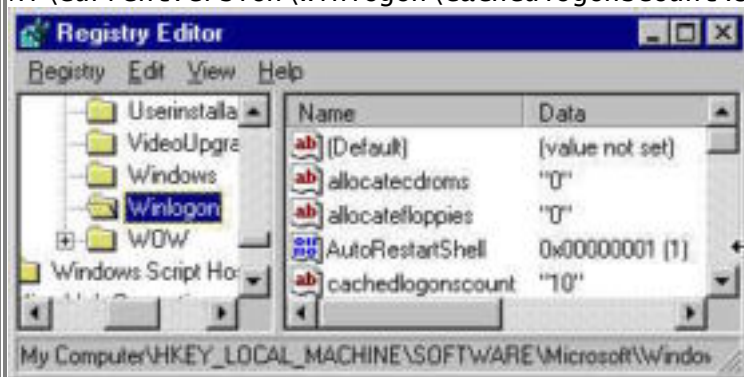 Registry Editor
Registry Edit View Help
Userinstalla
VideoUpgra
Windows
Winlogon
WOW
Windows Script Ho
Name Data
(Default) (value not set)
allocatecdroms "0"
allocatefloppies "0"
AutoRestartShell 0x00000001 (1)
cachedlogonscount "10"
My Computer\HKEY_LOCAL_MACHINE\SOFTWARE\Microsoft\Window